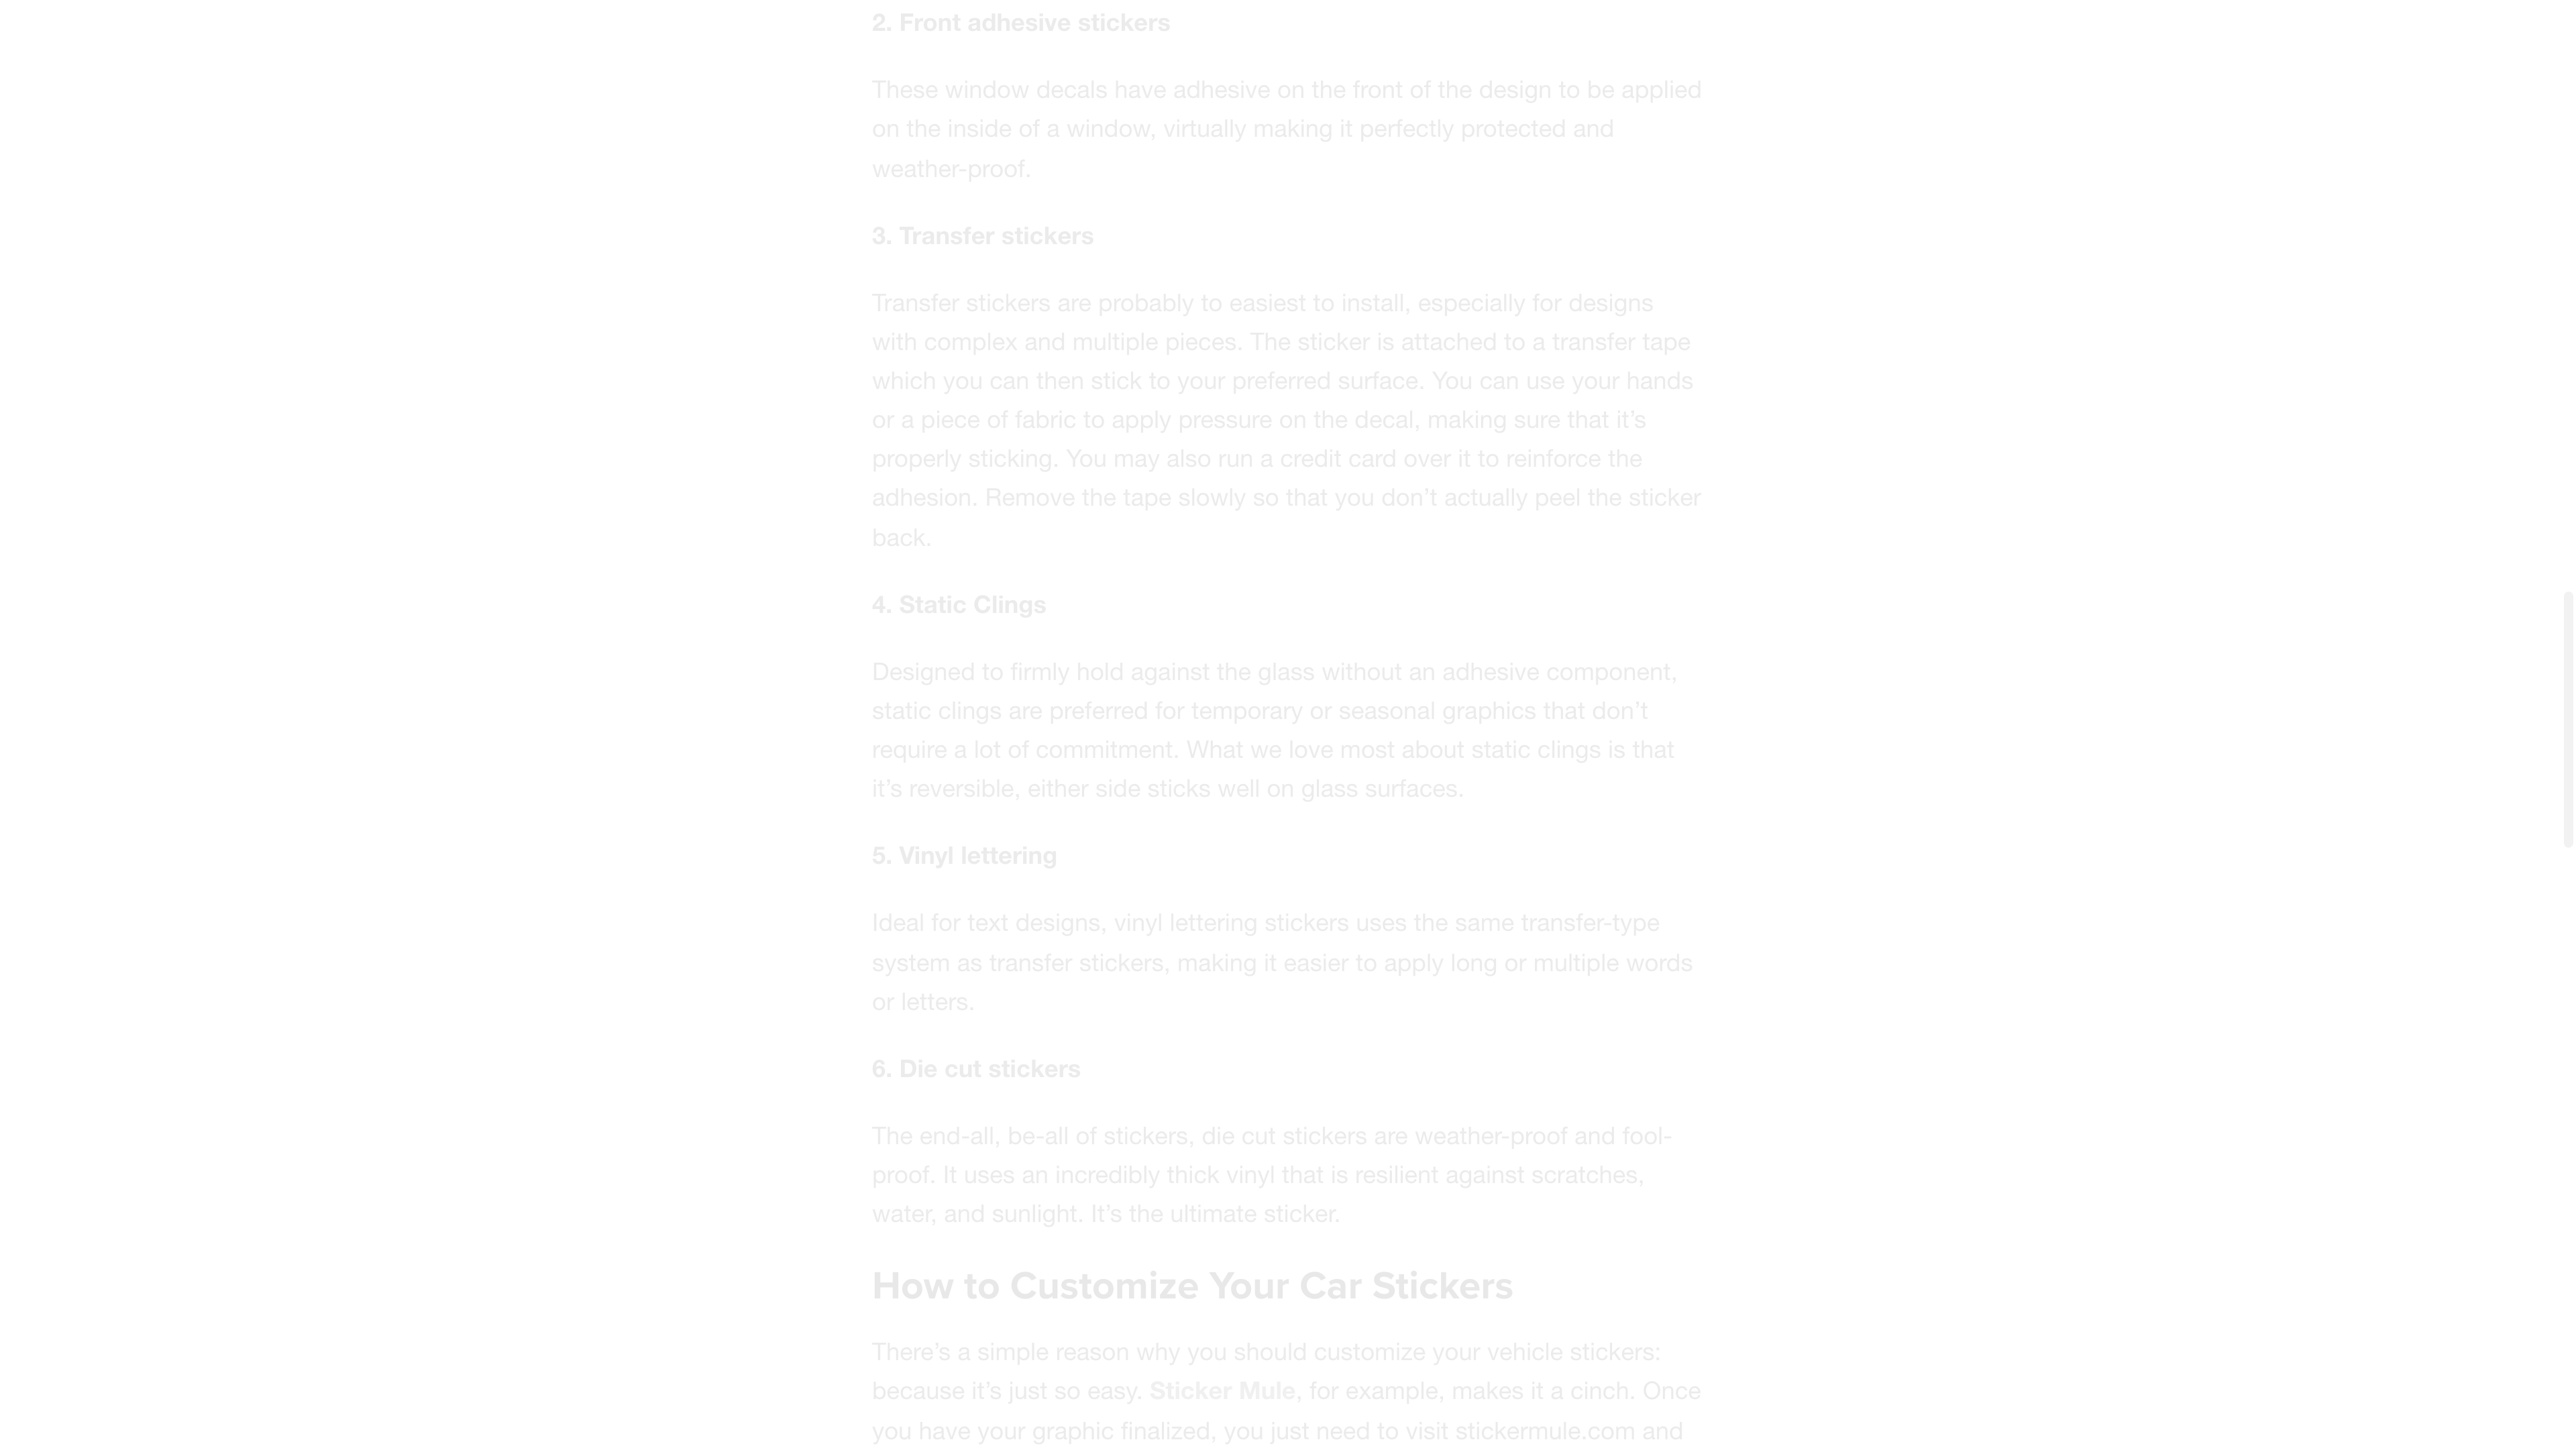 2. Front adhesive stickers
These window decals have adhesive on the front of the design to be applied
on the inside of a window, virtually making it perfectly protected and
weather-proof.
3. Transfer stickers
Transfer stickers are probably to easiest to install, especially for designs
with complex and multiple pieces. The sticker is attached to a transfer tape
which you can then stick to your preferred surface. You can use your hands
or a piece of fabric to apply pressure on the decal, making sure that it’s
properly sticking. You may also run a credit card over it to reinforce the
adhesion. Remove the tape slowly so that you don’t actually peel the sticker
back.
4. Static Clings
Designed to firmly hold against the glass without an adhesive component,
static clings are preferred for temporary or seasonal graphics that don’t
require a lot of commitment. What we love most about static clings is that
it’s reversible, either side sticks well on glass surfaces.
5. Vinyl lettering
Ideal for text designs, vinyl lettering stickers uses the same transfer-type
system as transfer stickers, making it easier to apply long or multiple words
or letters.
6. Die cut stickers
The end-all, be-all of stickers, die cut stickers are weather-proof and fool-
proof. It uses an incredibly thick vinyl that is resilient against scratches,
water, and sunlight. It’s the ultimate sticker.
How to Customize Your Car Stickers
There’s a simple reason why you should customize your vehicle stickers:
because it’s just so easy. Sticker Mule, for example, makes it a cinch. Once
you have your graphic finalized, you just need to visit stickermule.com and